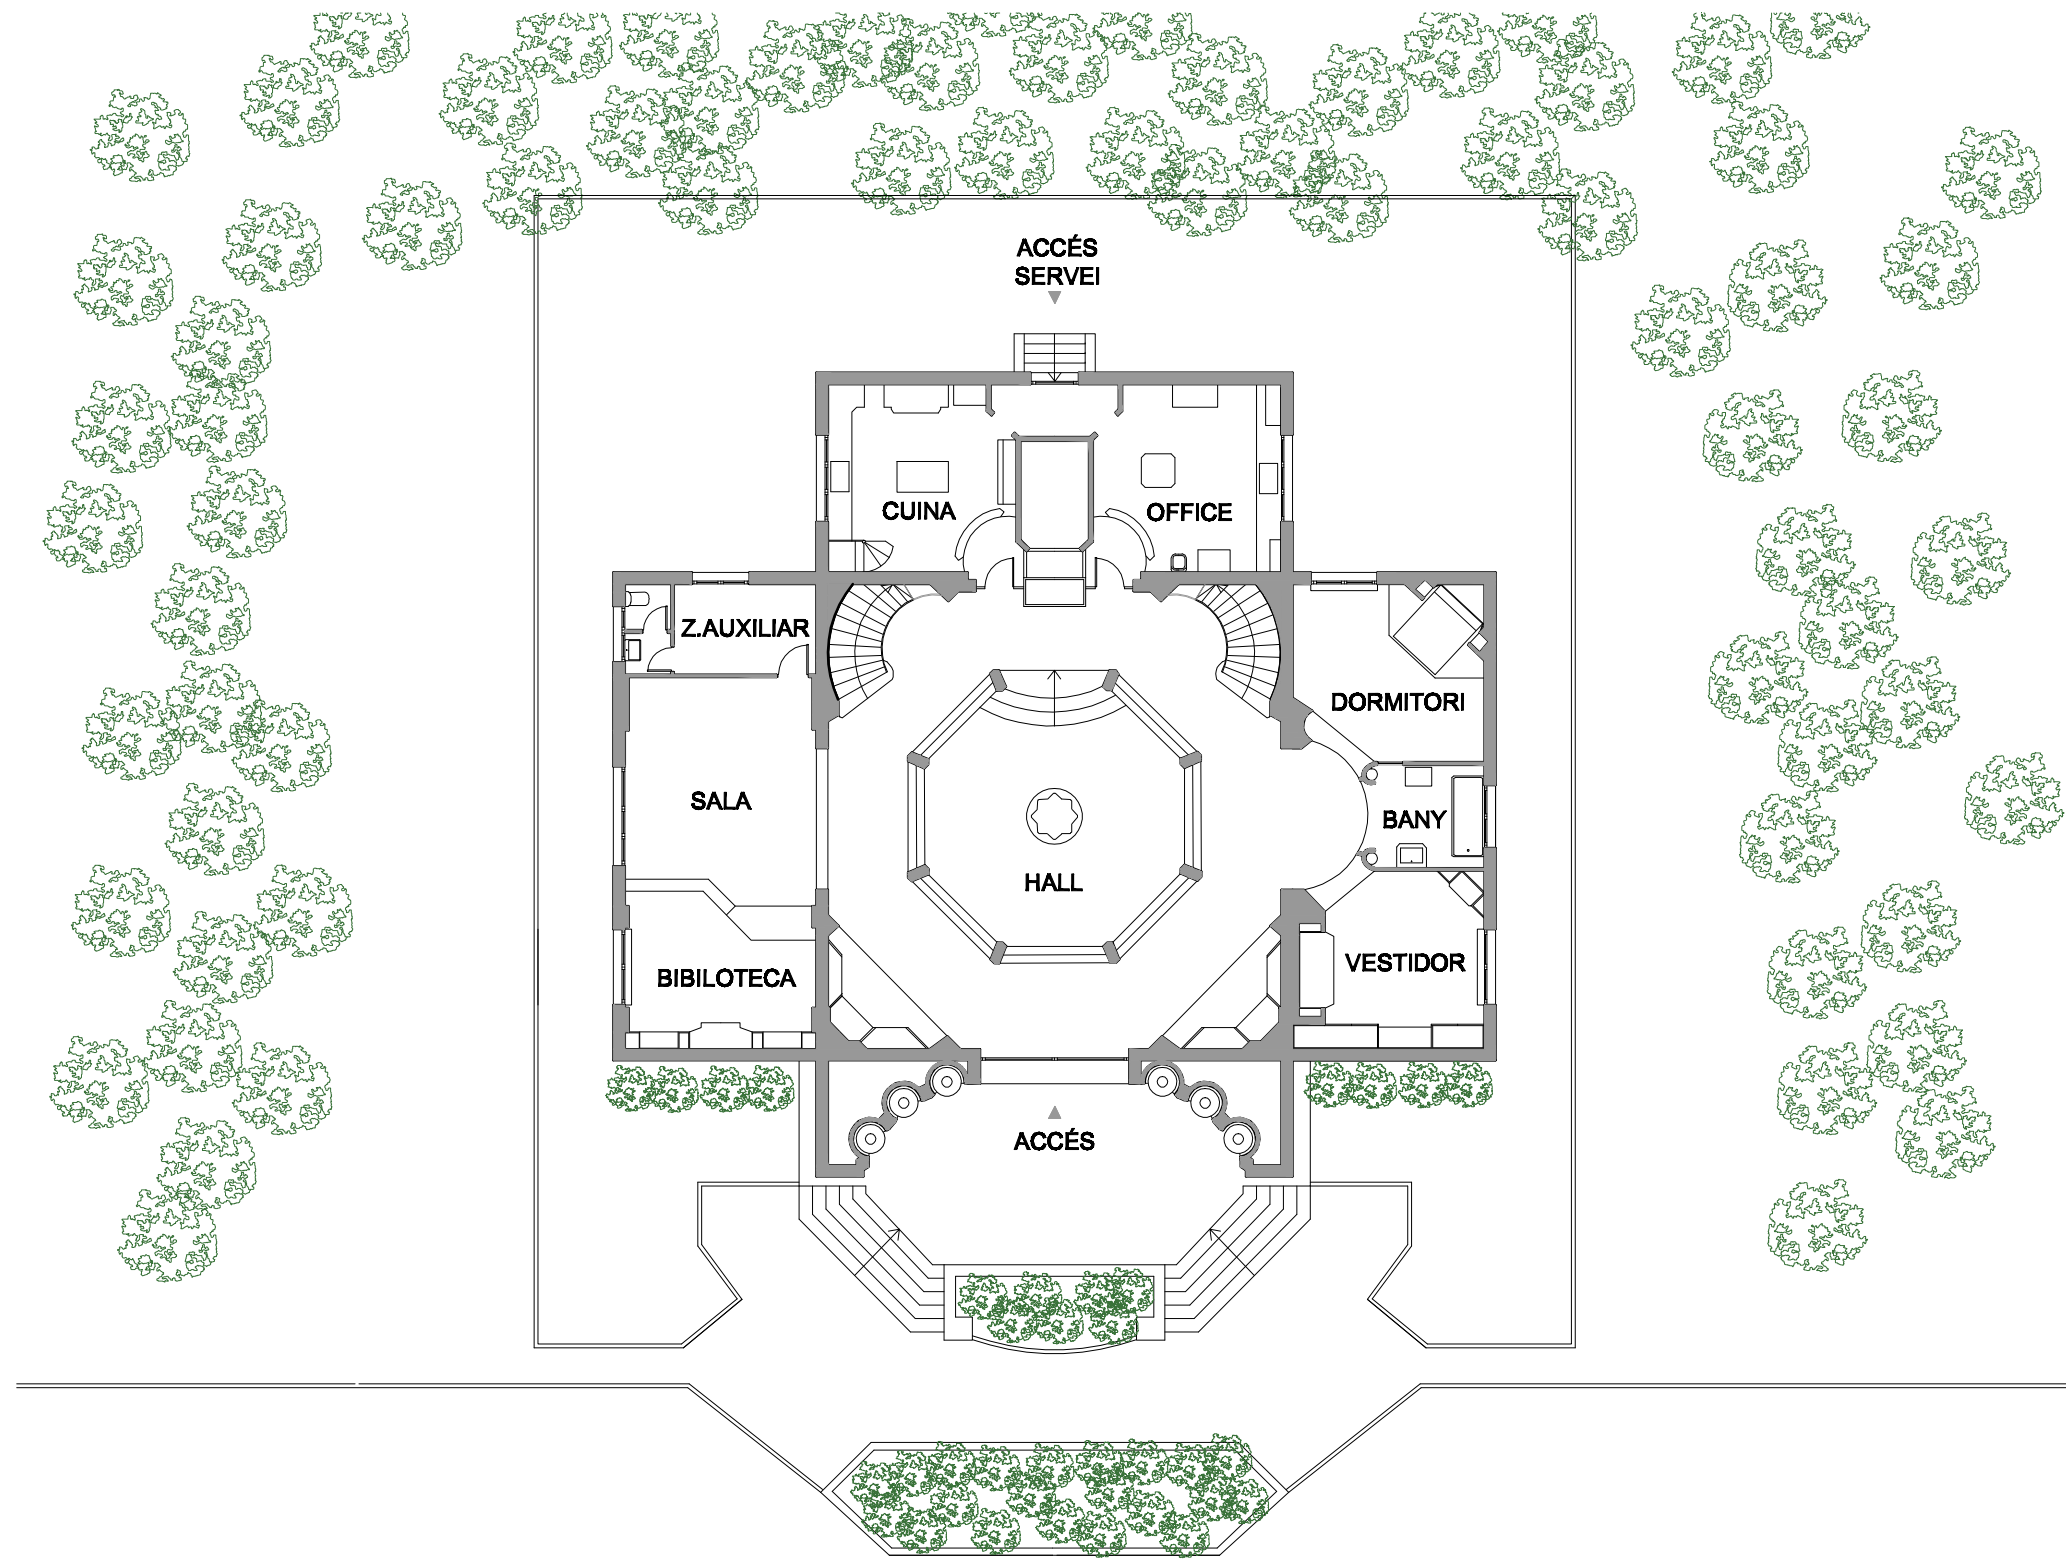 ACCÉS
SERVEI
CUINA
OFFICE
Z.AUXILIAR
DORMITORI
SALA
BANY
HALL
BIBILOTECA
VESTIDOR
ACCÉS